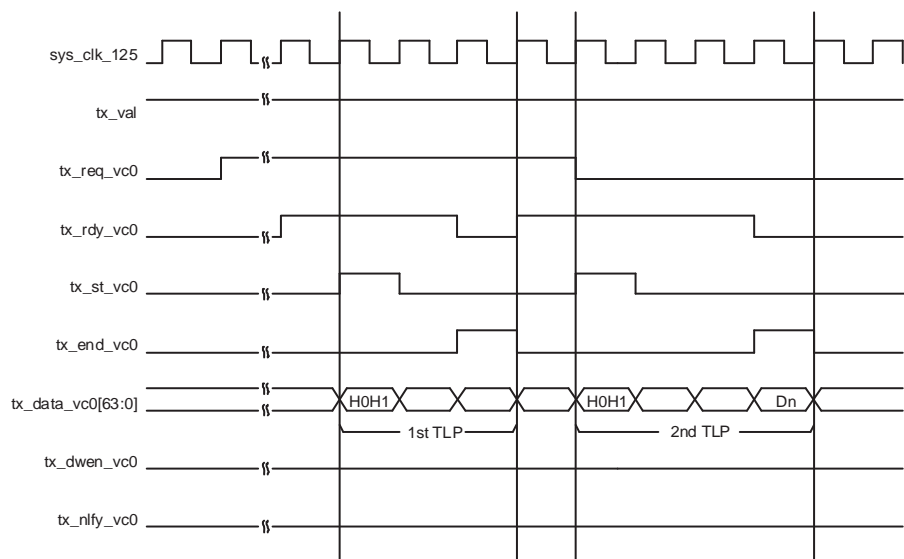 sys_clk_125
tx_val
tx_req_vc0
tx_rdy_vc0
tx_st_vc0
tx_end_vc0
tx_data_vc0[63:0]
H0H1
H0H1
Dn
1st TLP
2nd TLP
tx_dwen_vc0
tx_nlfy_vc0